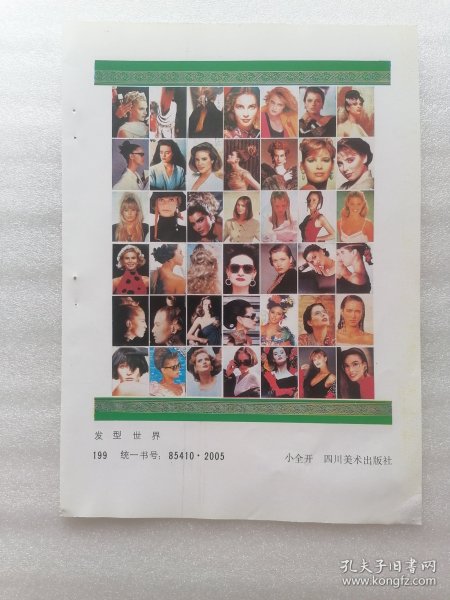 发型世界
199 统一书号：85410·2005 小全开 四川美术出版社
孔夫子旧书网
www.kongfz.com